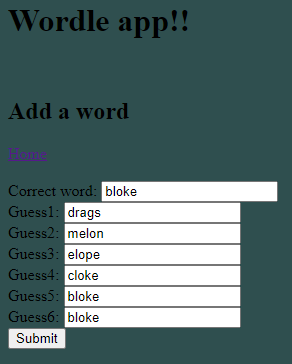 Wordle app!!
Add a word
Home
Correct word: bloke
Guess1: drags
Guess2: melon
Guess3: elope
Guess4: cloke
Guess5: bloke
Guess6: bloke
Submit